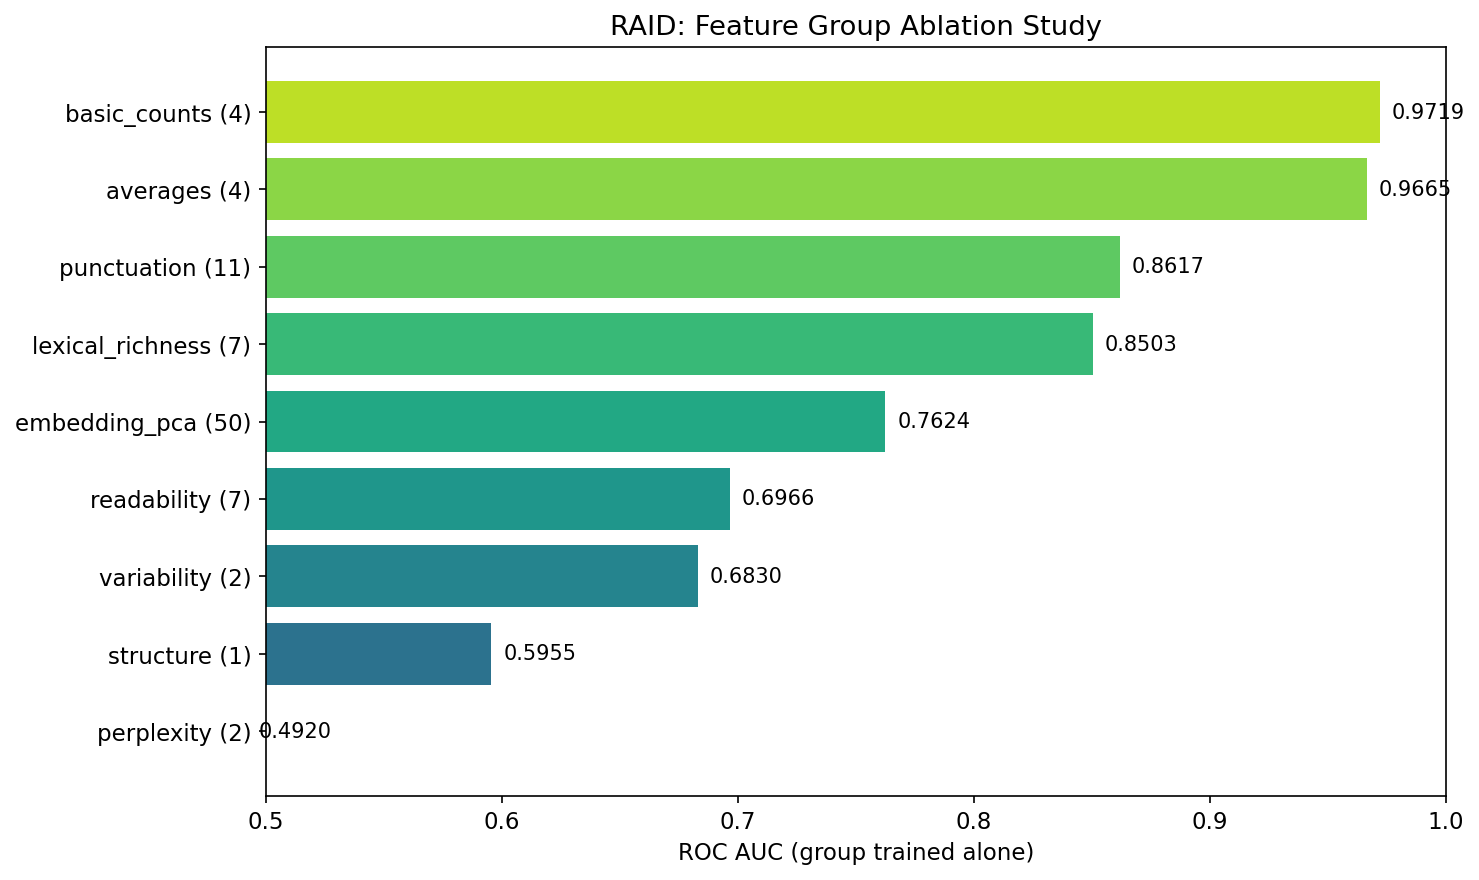 RAID: Feature Group Ablation Study
basic_counts (4)
0.9719
averages (4)
0.9665
punctuation (11)
0.8617
lexical_richness (7)
0.8503
embedding_pca (50)
0.7624
readability (7)
0.6966
variability (2)
0.6830
structure (1)
0.5955
perplexity (2)
0.4920
0.5 0.6 0.7 0.8 0.9 1.0
ROC AUC (group trained alone)